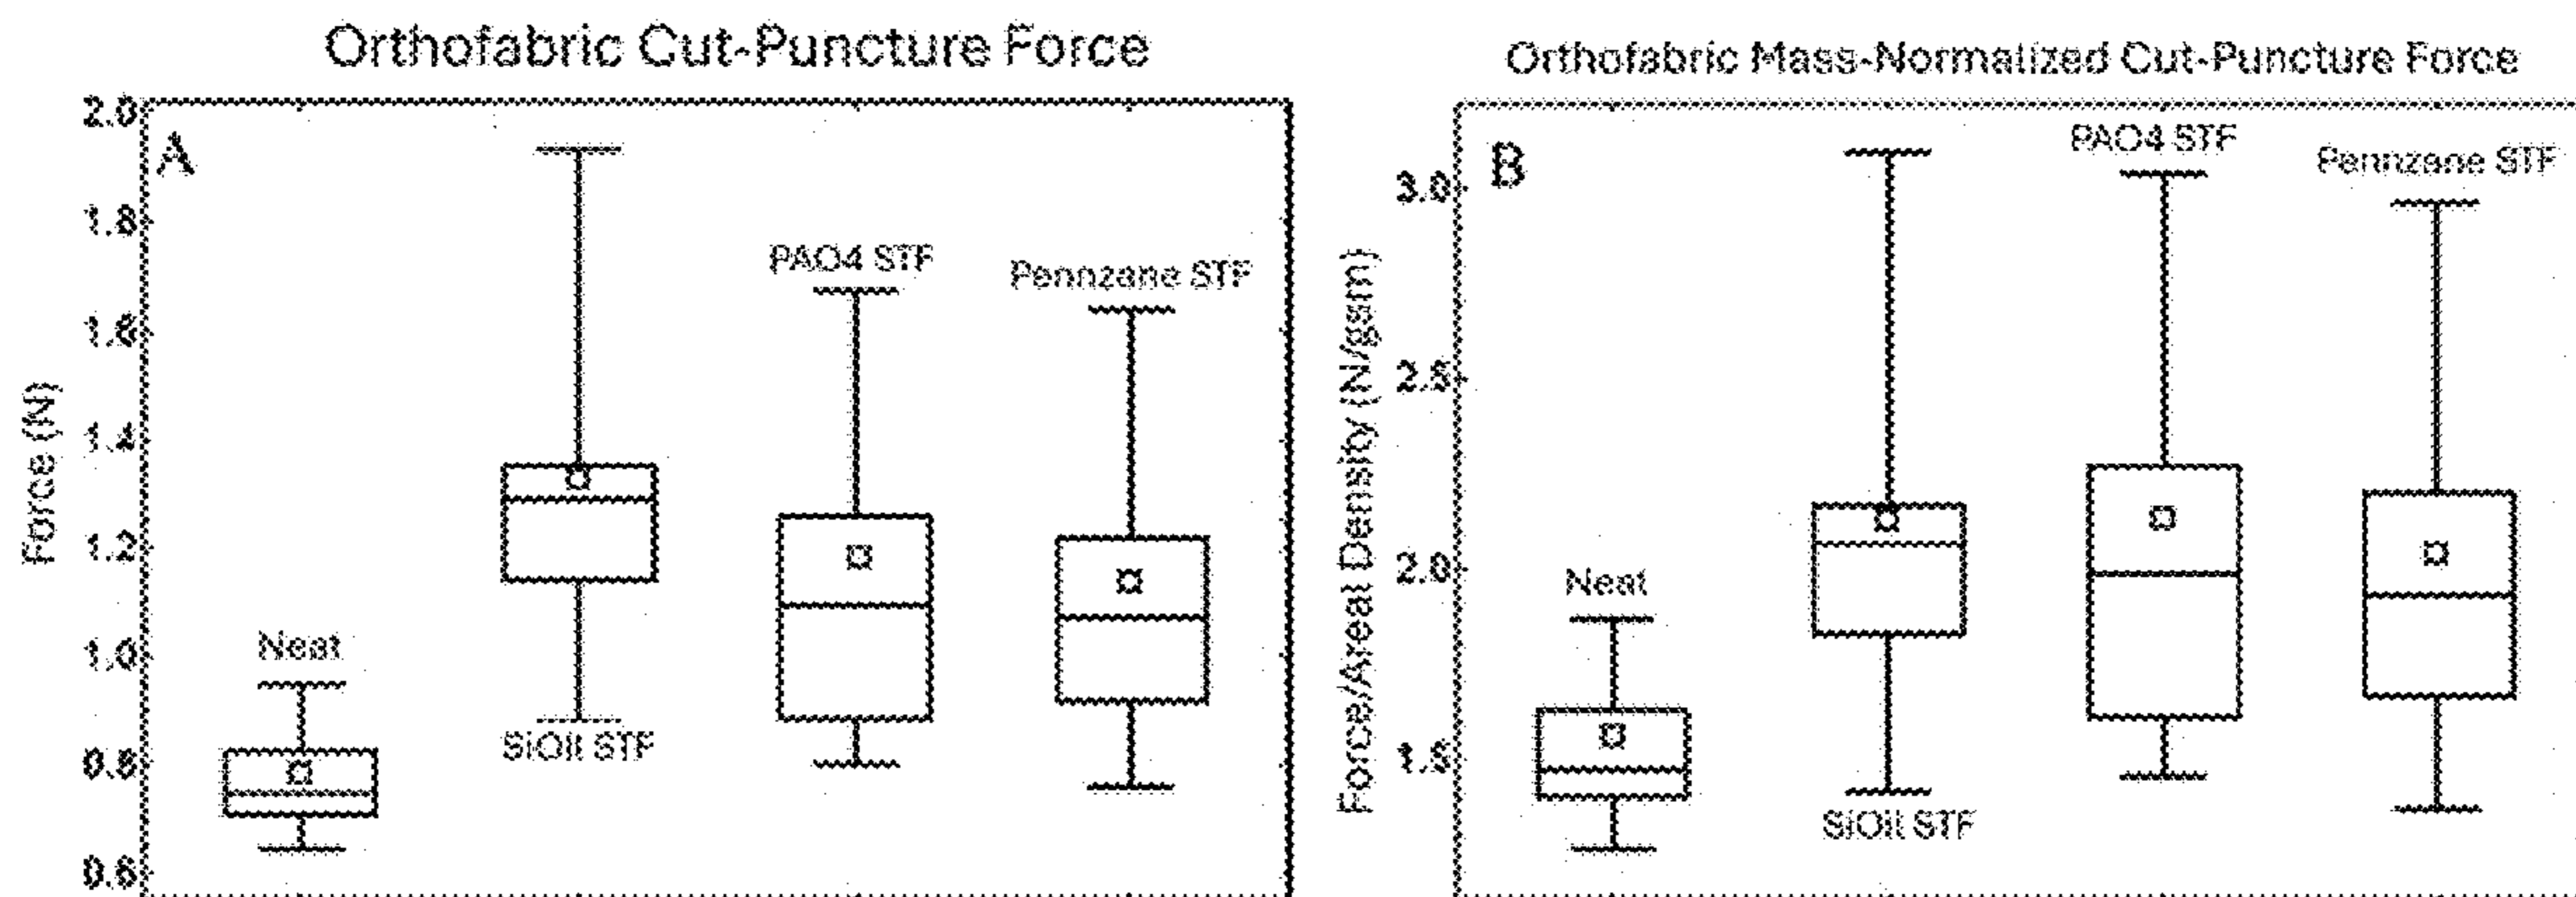 Orthofabric Cut-Puncture Force
A
Force (N)
2.0
1.8
1.6
1.4
1.2
1.0
0.8
0.6
Neat
SiOil STF
PAO4 STF
Pennzane STF
Orthofabric Mass-Normalized Cut-Puncture Force
B
Force/Areal Density (N/gsm)
3.0
2.5
2.0
1.5
Neat
SiOil STF
PAO4 STF
Pennzane STF